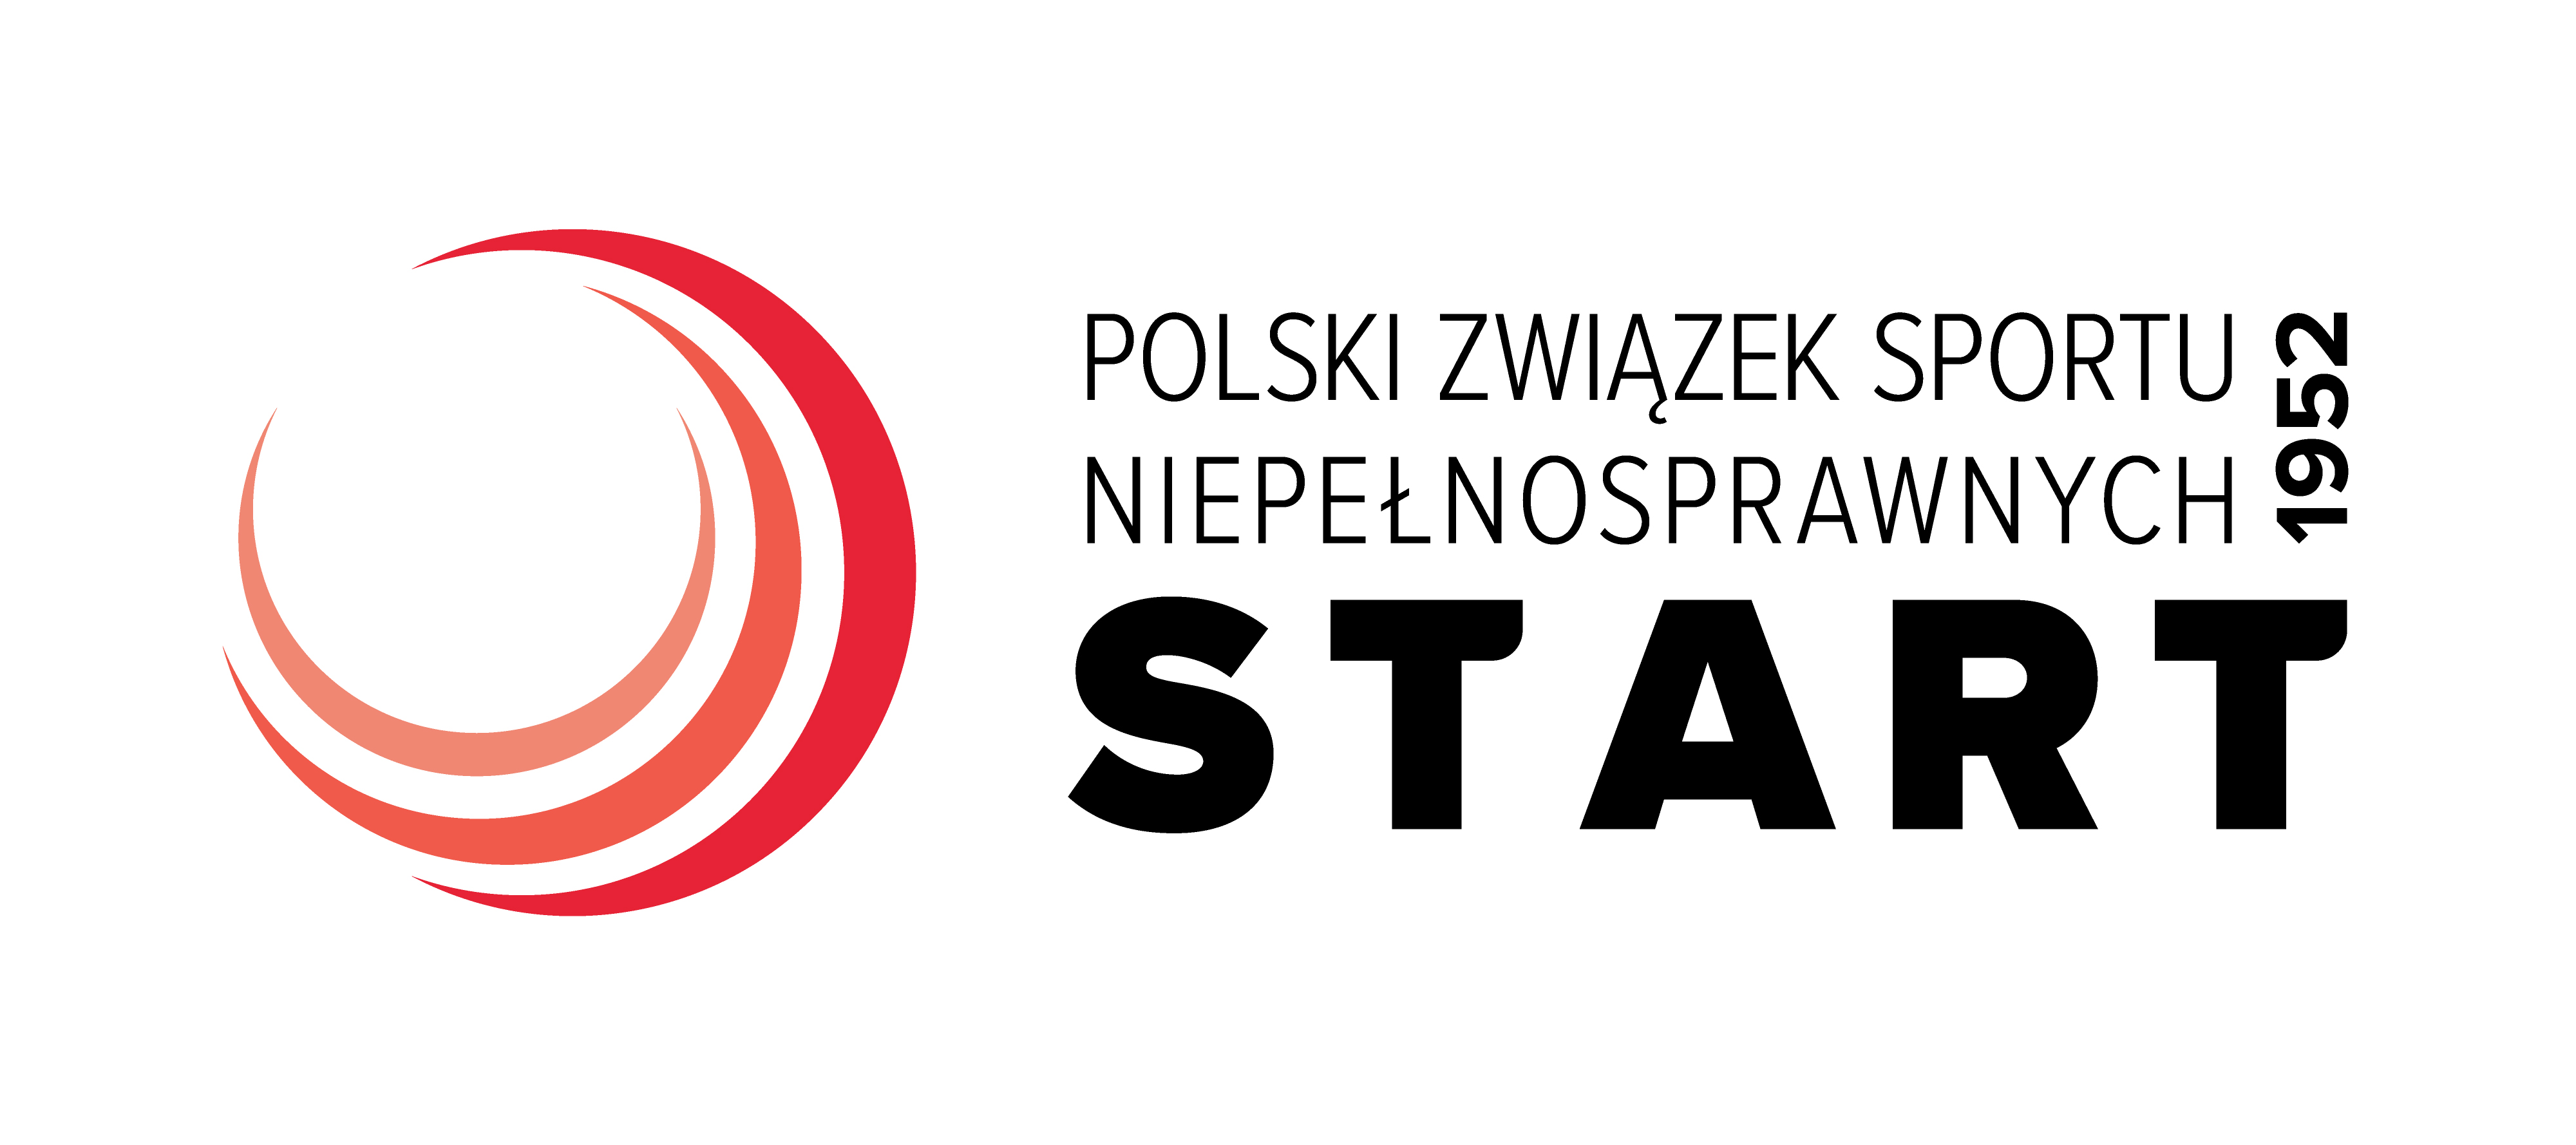 POLSKI ZWIĄZEK SPORTU
NIEPEŁNOSPRAWNYCH
1952
START